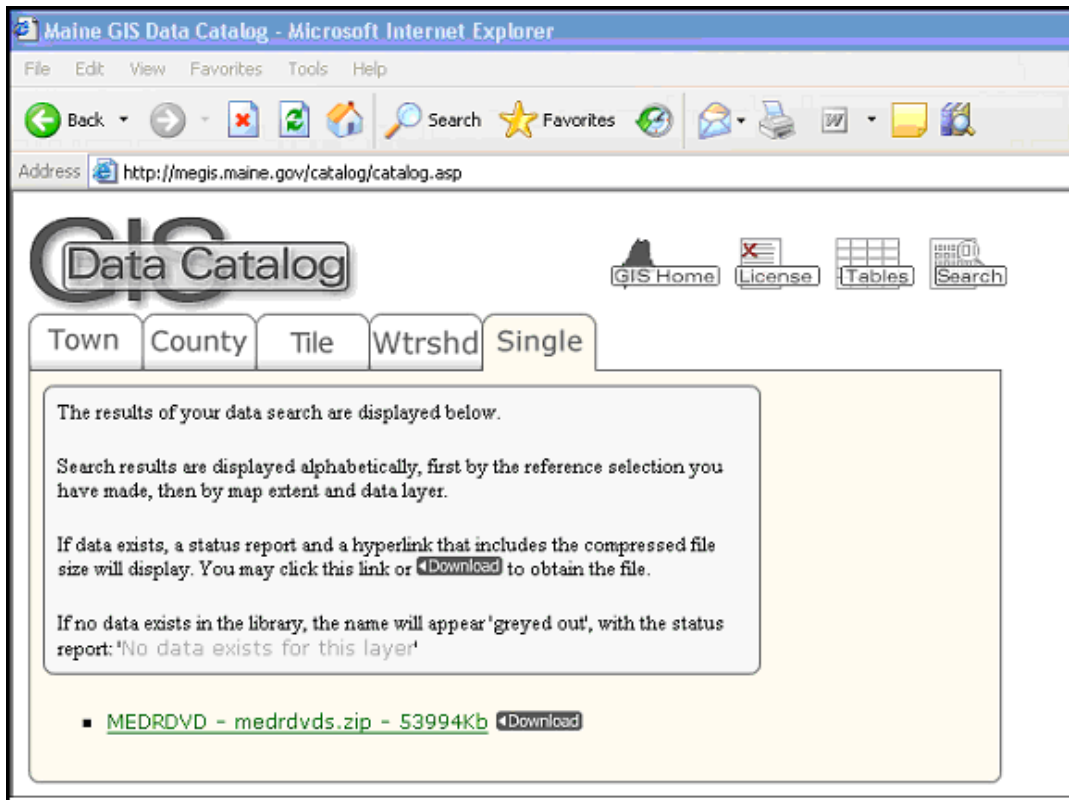 Maine GIS Data Catalog - Microsoft Internet Explorer
File Edit View Favorites Tools Help
Back Search Favorites
Address http://megis.maine.gov/catalog/catalog.asp
GIS
Data Catalog
GIS Home License Tables Search
Town County Tile Wtrshd Single
The results of your data search are displayed below.
Search results are displayed alphabetically, first by the reference selection you
have made, then by map extent and data layer.
If data exists, a status report and a hyperlink that includes the compressed file
size will display. You may click this link or Download to obtain the file.
If no data exists in the library, the name will appear 'greyed out', with the status
report: 'No data exists for this layer'
MEDRDVD - medrdvds.zip - 53994Kb Download